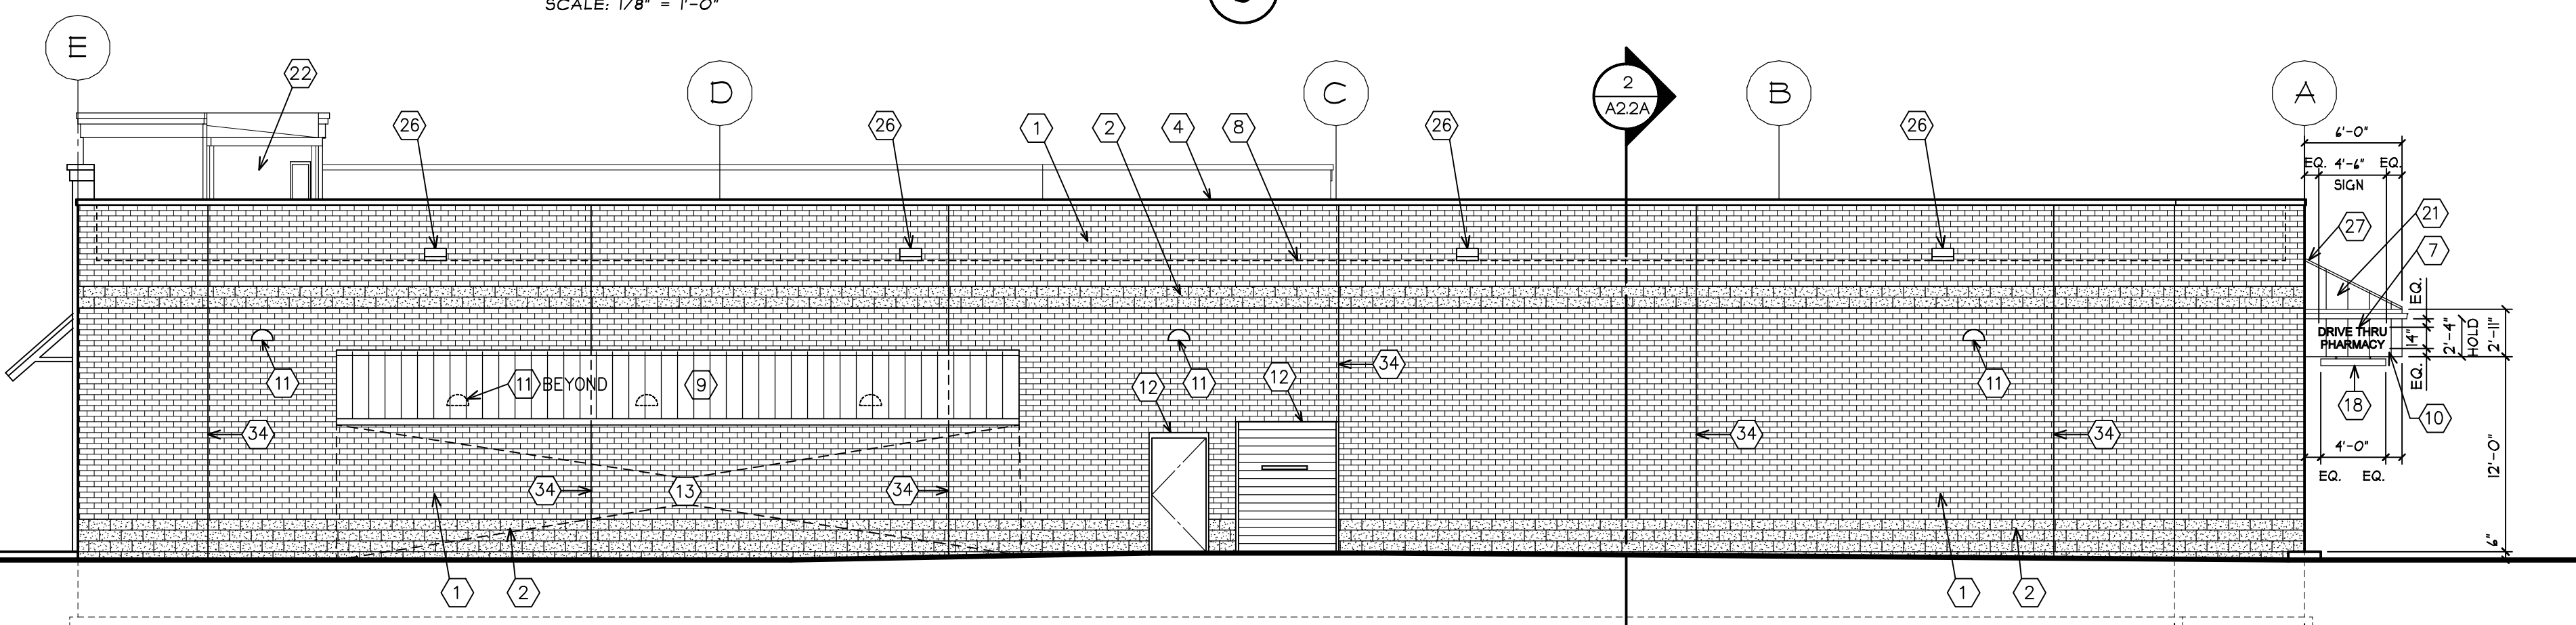 SCALE: 1/8" = 1'-0"
E
D
C
2
A2.2A
B
A
22
26
26
1
2
4
8
26
26
6'-0"
EQ. 4'-6" EQ.
SIGN
27
21
7
EQ.
DRIVE THRU
PHARMACY
14"
2'-4"
HOLD
2'-11"
EQ.
11
11 BEYOND
9
12
11
12
34
11
18
10
34
34
34
4'-0"
EQ. EQ.
12'-0"
34
13
34
6"
1
2
1
2